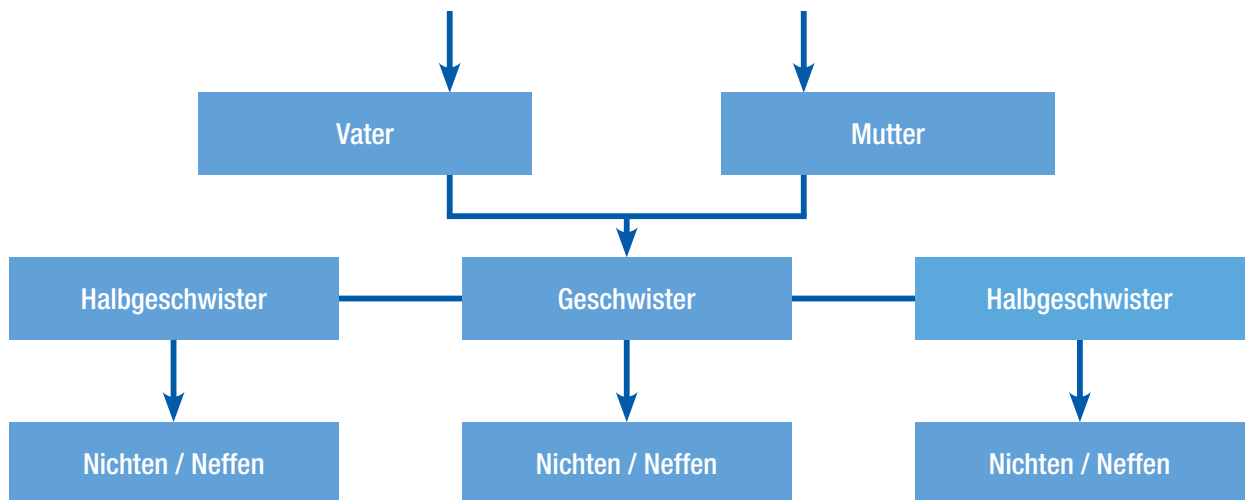 Vater
Mutter
Halbgeschwister
Geschwister
Halbgeschwister
Nichten / Neffen
Nichten / Neffen
Nichten / Neffen